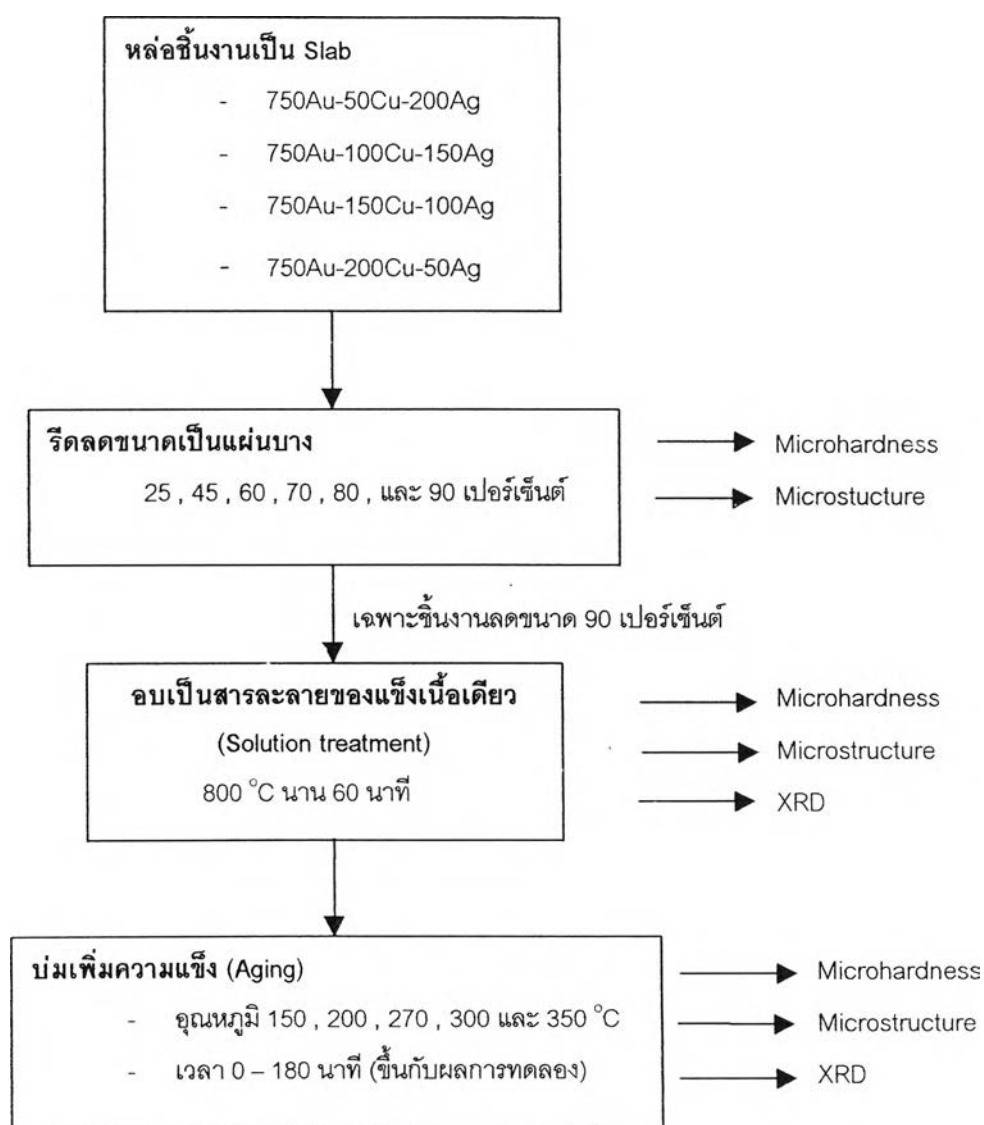 หล่อชิ้นงานเป็น Slab
- 750Au-50Cu-200Ag
- 750Au-100Cu-150Ag
- 750Au-150Cu-100Ag
- 750Au-200Cu-50Ag
รีดลดขนาดเป็นแผ่นบาง
25 , 45 , 60 , 70 , 80 , และ 90 เปอร์เซ็นต์
Microhardness
Microstucture
เฉพาะชิ้นงานลดขนาด 90 เปอร์เซ็นต์
อบเป็นสารละลายของแข็งเนื้อเดียว
(Solution treatment)
800 °C นาน 60 นาที
Microhardness
Microstructure
XRD
บ่มเพิ่มความแข็ง (Aging)
- อุณหภูมิ 150 , 200 , 270 , 300 และ 350 °C
- เวลา 0 – 180 นาที (ขึ้นกับผลการทดลอง)
Microhardness
Microstructure
XRD